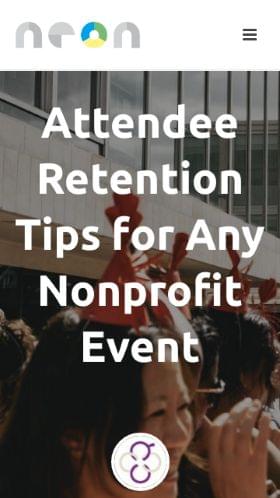 neon
Attendee
Retention
Tips for Any
Nonprofit
Event